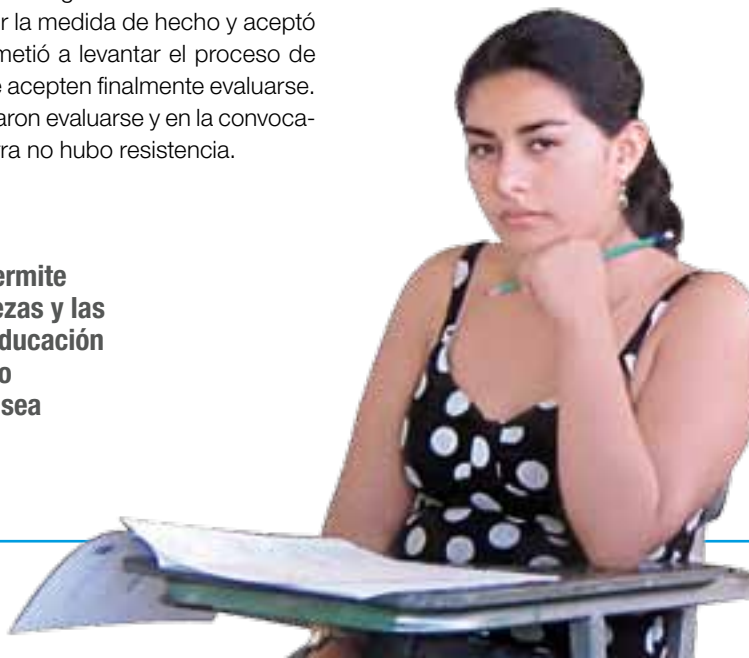 r la medida de hecho y aceptó
metió a levantar el proceso de
e acepten finalmente evaluarse.
aron evaluarse y en la convoca-
rra no hubo resistencia.
ermite
ezas y las
ducación
o
sea